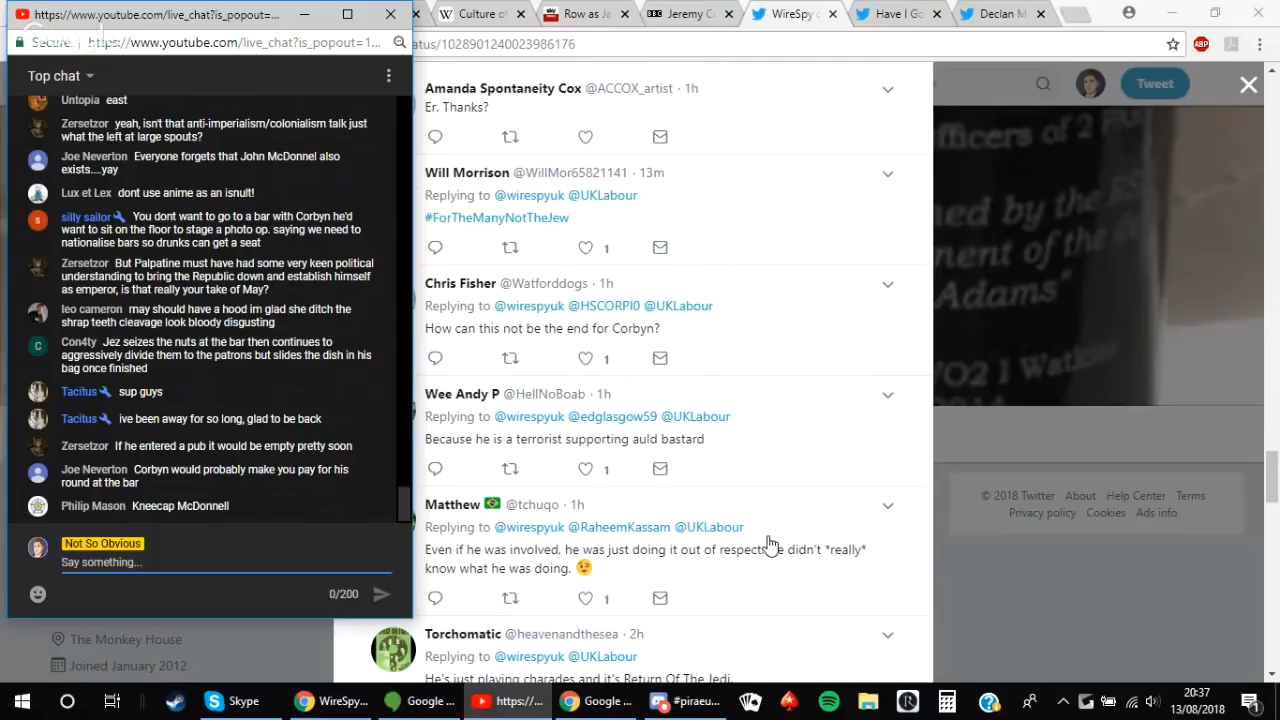 https://www.youtube.com/live_chat?is_popout=...
Culture of
Row as Je
Jeremy C
WireSpy
Have I Go
Declan M
Secure
https://www.youtube.com/live_chat?is_popout=1...
atus/1028901240023986176
ABP
Top chat
Untopia east
Zersetzor yeah, isn't that anti-imperialism/colonialism talk just
what the left at large spouts?
Joe Neverton Everyone forgets that John McDonnel also
exists....yay
Lux et Lex dont use anime as an isnult!
silly sailor You dont want to go to a bar with Corbyn he'd
want to sit on the floor to stage a photo op. saying we need to
nationalise bars so drunks can get a seat
Zersetzor But Palpatine must have had some very keen political
understanding to bring the Republic down and establish himself
as emperor, is that really your take of May?
leo cameron may should have a hood im glad she ditch the
shrap teeth cleavage look bloody disgusting
Con4ty Jez seizes the nuts at the bar then continues to
aggressively divide them to the patrons but slides the dish in his
bag once finished
Tacitus sup guys
Tacitus ive been away for so long, glad to be back
Zersetzor If he entered a pub it would be empty pretty soon
Joe Neverton Corbyn would probably make you pay for his
round at the bar
Philip Mason Kneecap McDonnell
Not So Obvious
Say something...
0/200
The Monkey House
Joined January 2012
Amanda Spontaneity Cox @ACCOX_artist · 1h
Er. Thanks?
Will Morrison @WillMor65821141 · 13m
Replying to @wirespyuk @UKLabour
#ForTheManyNotTheJew
1
Chris Fisher @Watforddogs · 1h
Replying to @wirespyuk @HSCORPI0 @UKLabour
How can this not be the end for Corbyn?
1
Wee Andy P @HellNoBoab · 1h
Replying to @wirespyuk @edglasgow59 @UKLabour
Because he is a terrorist supporting auld bastard
1
Matthew @tchuqo · 1h
Replying to @wirespyuk @RaheemKassam @UKLabour
Even if he was involved, he was just doing it out of respect didn't *really*
know what he was doing.
1
Torchomatic @heavenandthesea · 2h
Replying to @wirespyuk @UKLabour
He's just playing charades and it's Return Of The Jedi.
Tweet
fficers of 2
ed by the
ment of the
Adams"
WO2 I
2014
© 2018 Twitter About Help Center Terms
Privacy policy Cookies Ads info
Skype
WireSp...
Google ...
https://...
Google ...
#piraeu...
20:37
13/08/2018